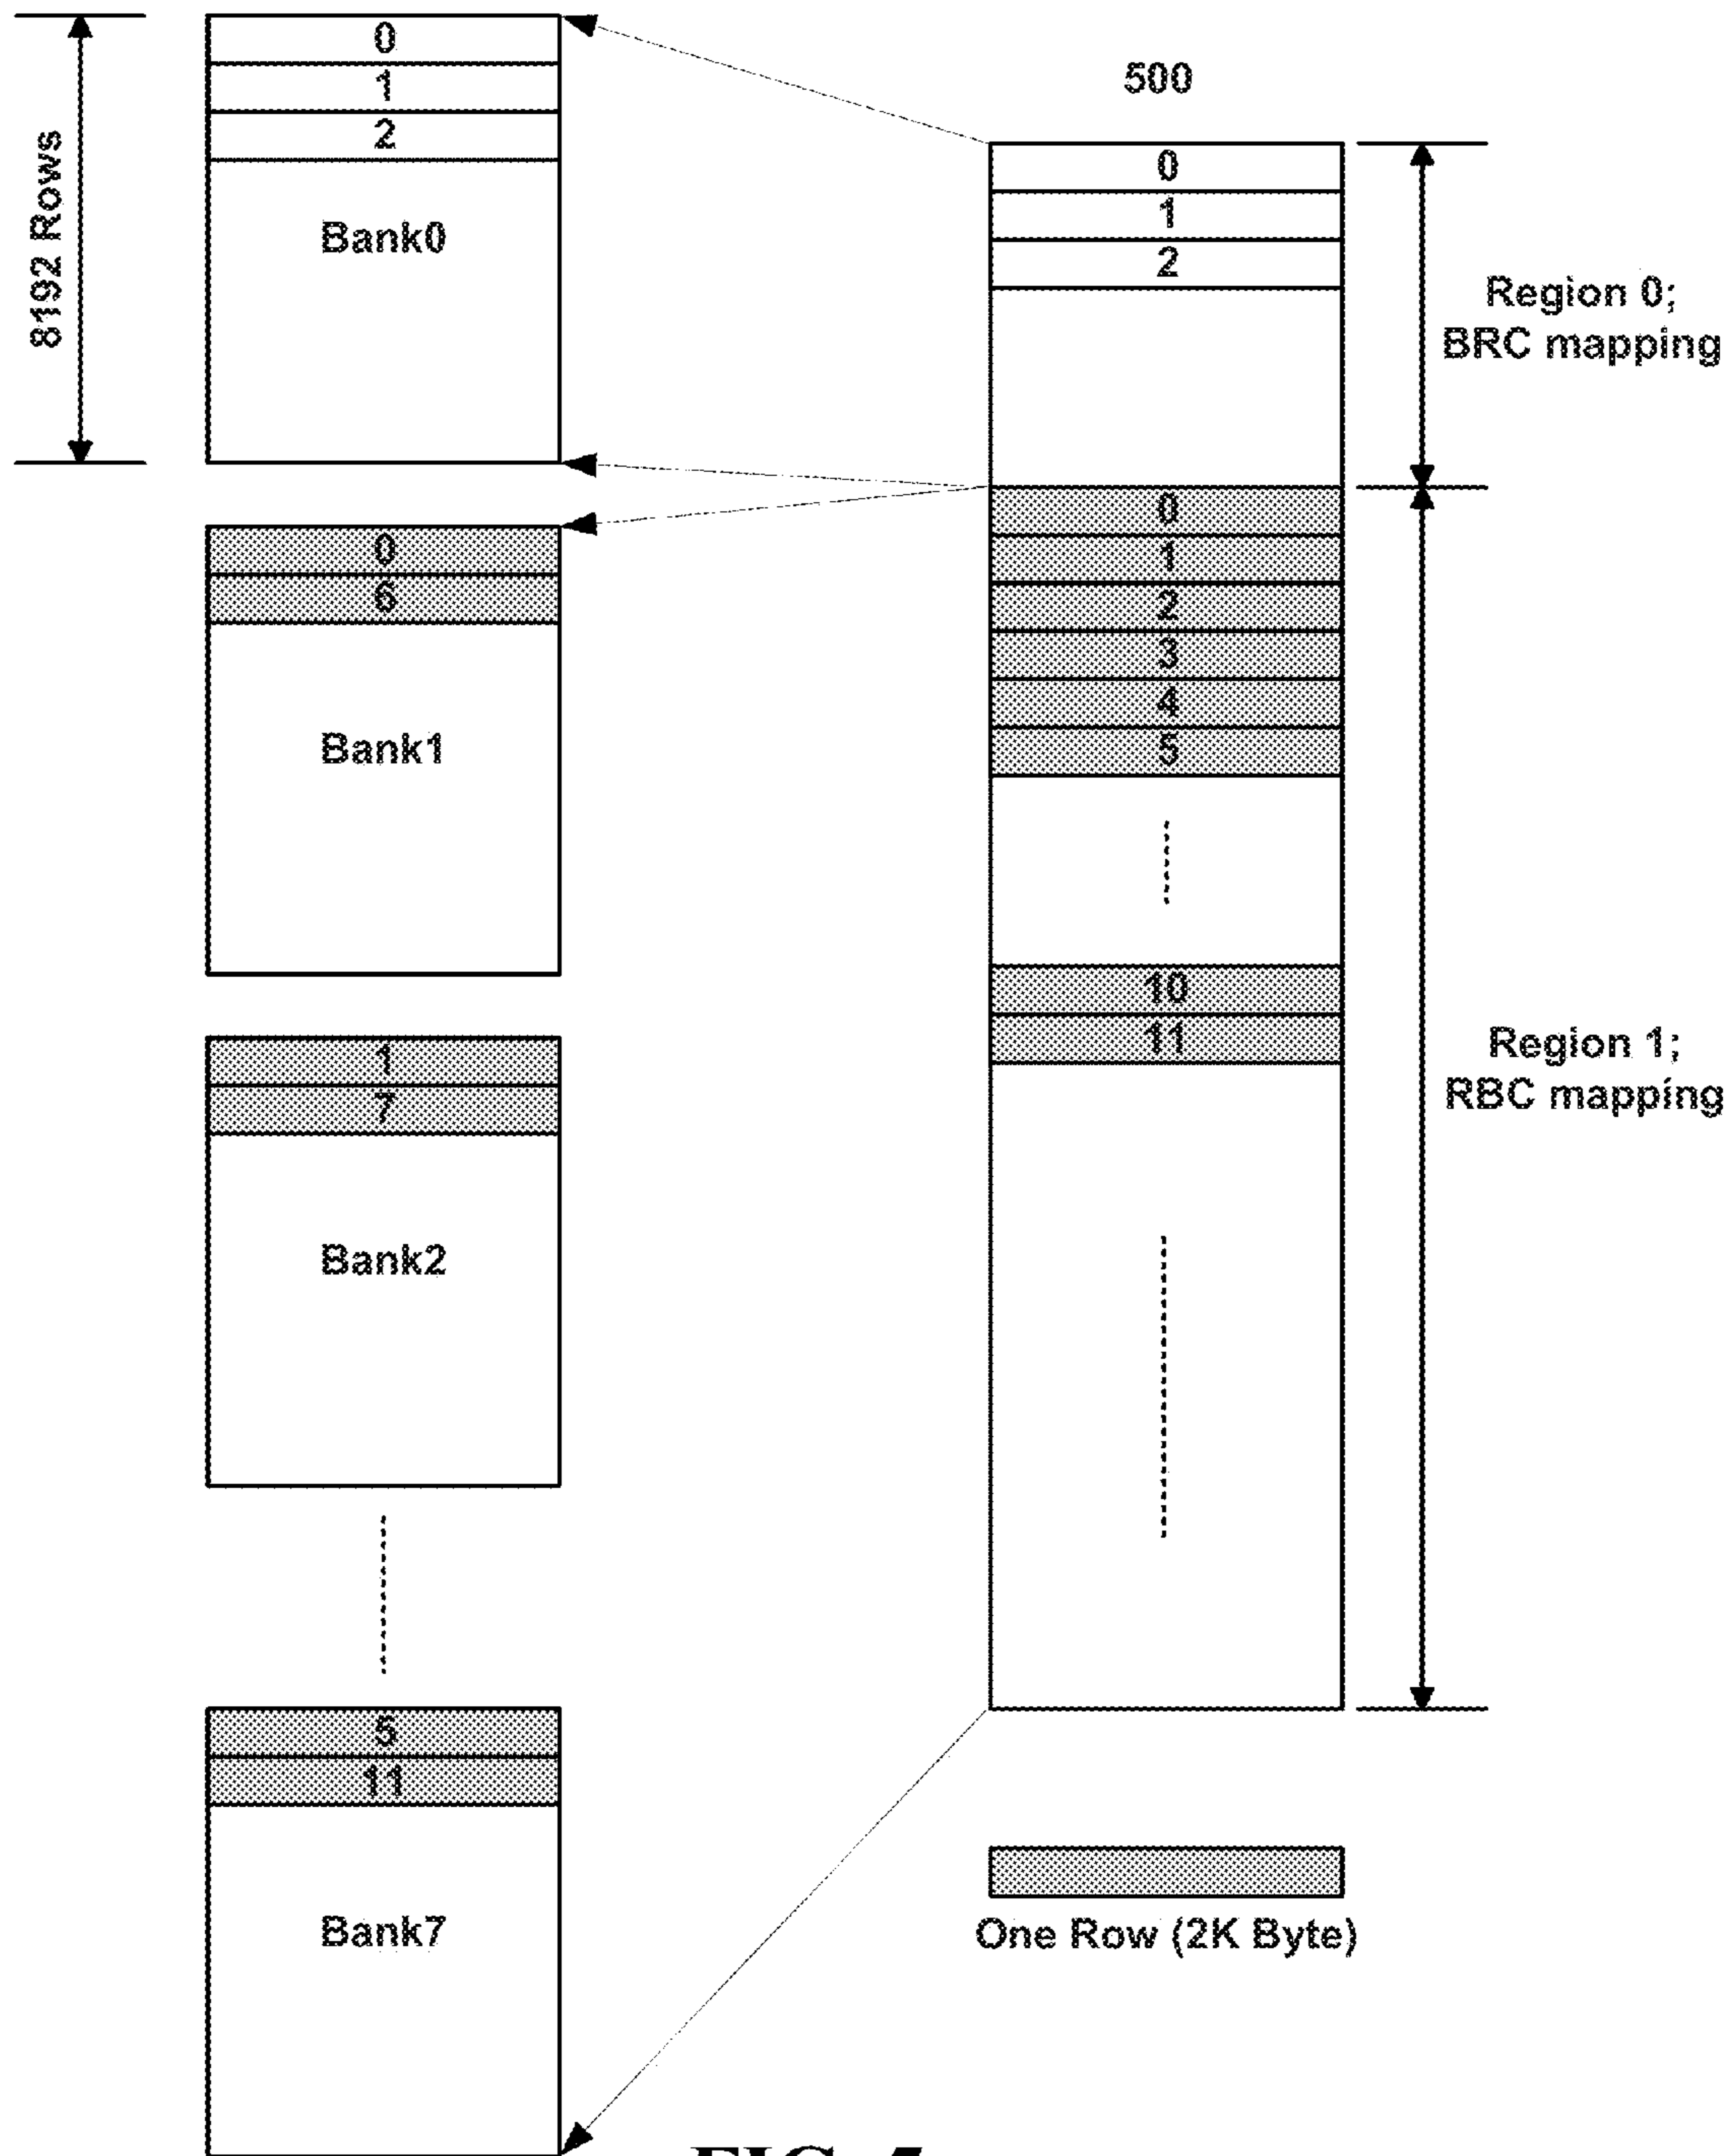 8192 Rows
0
1
2
Bank0
0
6
Bank1
1
7
Bank2
5
11
Bank7
500
0
1
2
0
1
2
3
4
5
10
11
Region 0;
BRC mapping
Region 1;
RBC mapping
One Row (2K Byte)